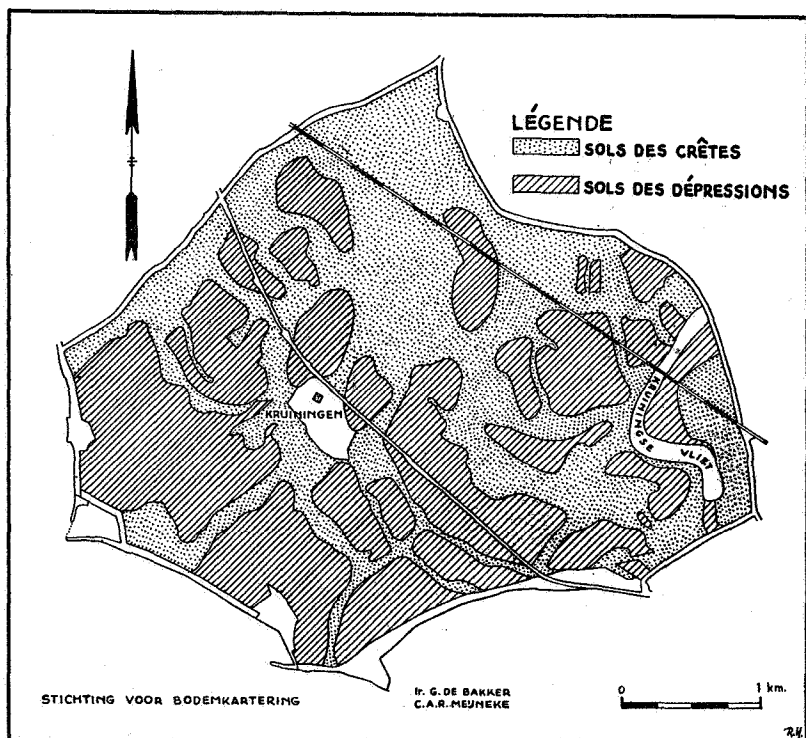 LÉGENDE
SOLS DES CRÊTES
SOLS DES DÉPRESSIONS
KRUININGEN
KRUININGSE VLIET
STICHTING VOOR BODEMKARTERING
Ir. G. DE BAKKER
C.A.R. MEIJNEKE
0 1 km.